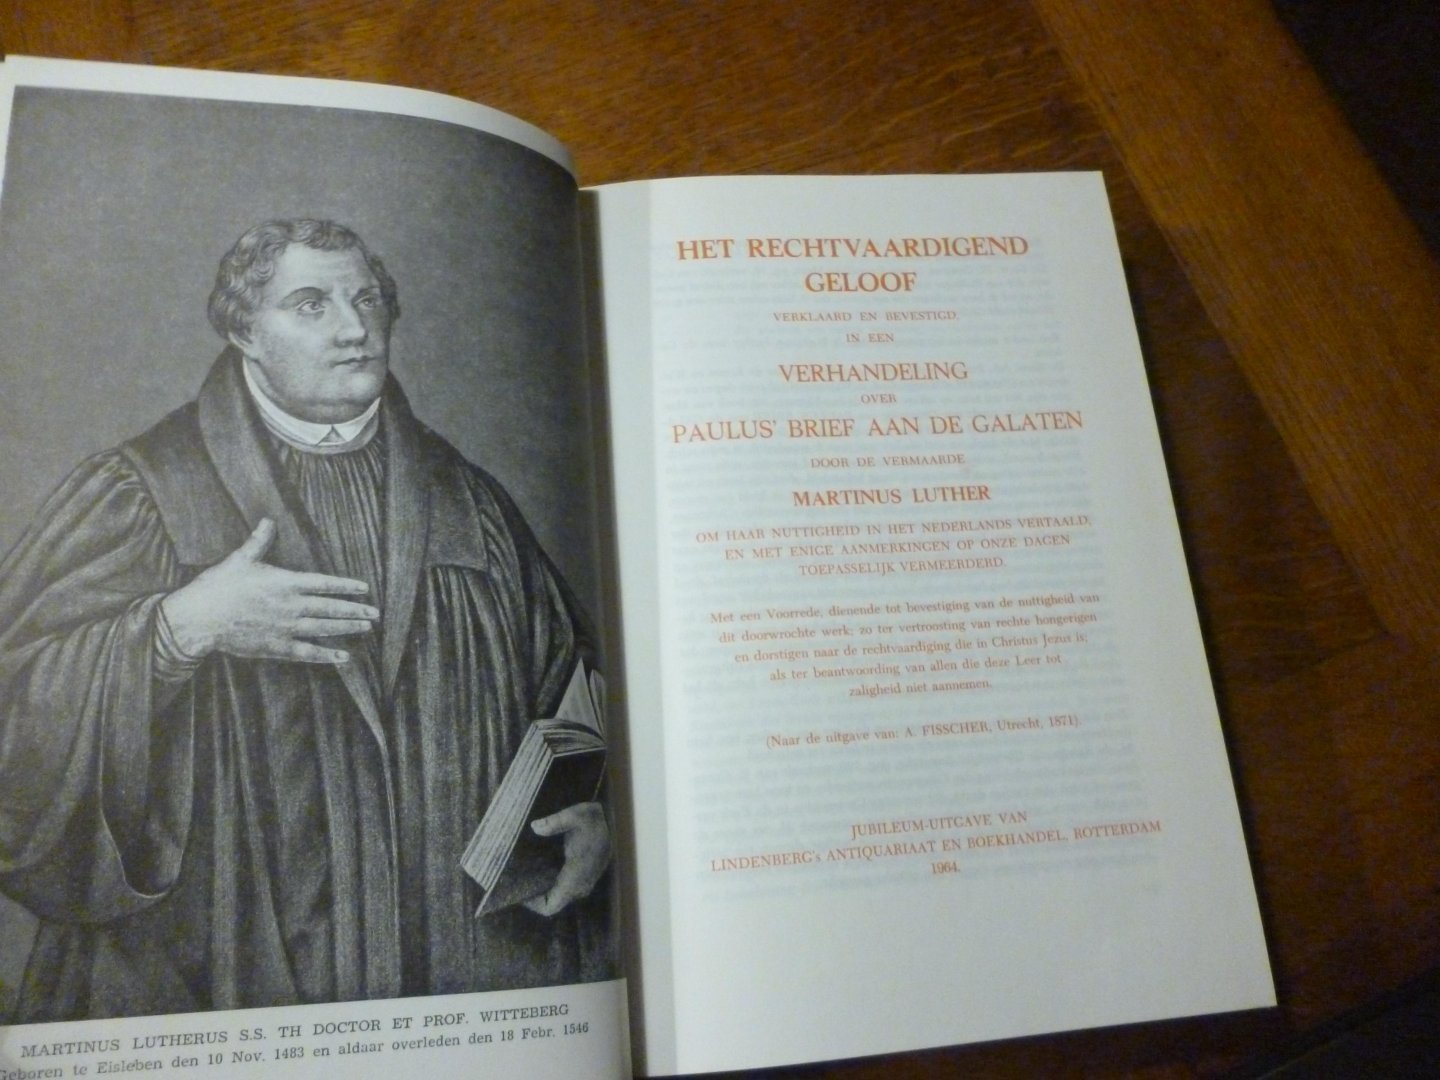 MARTINUS LUTHERUS S.S. TH DOCTOR ET PROF. WITTEBERG
Geboren te Eisleben den 10 Nov. 1483 en aldaar overleden den 18 Febr. 1546
HET RECHTVAARDIGEND
GELOOF
VERKLAARD EN BEVESTIGD
IN EEN
VERHANDELING
OVER
PAULUS' BRIEF AAN DE GALATEN
DOOR DE VERMAARDE
MARTINUS LUTHER
OM HAAR NUTTIGHEID IN HET NEDERLANDS VERTAALD,
EN MET ENIGE AANMERKINGEN OP ONZE DAGEN
TOEPASSELIJK VERMEERDERD.
Met een Voorrede, dienende tot bevestiging van de nuttigheid van
dit doorwrochte werk; zo ter vertroosting van rechte hongerigen
en dorstigen naar de rechtvaardiging die in Christus Jezus is;
als ter beantwoording van allen die deze Leer tot
zaligheid niet aannemen.
(Naar de uitgave van: A. FISSCHER, Utrecht, 1871).
JUBILEUM-UITGAVE VAN
LINDENBERG's ANTIQUARIAAT EN BOEKHANDEL, ROTTERDAM
1964.